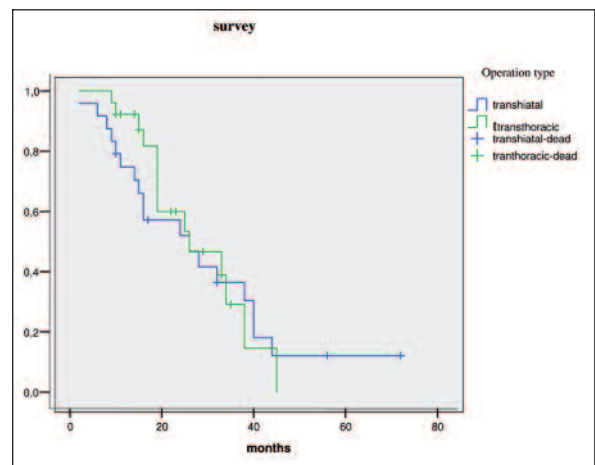 survey
Operation type
transhiatal
ttransthoracic
transhiatal-dead
tranthoracic-dead
1,0
0,8
0,6
0,4
0,2
0,0
0 20 40 60 80
months